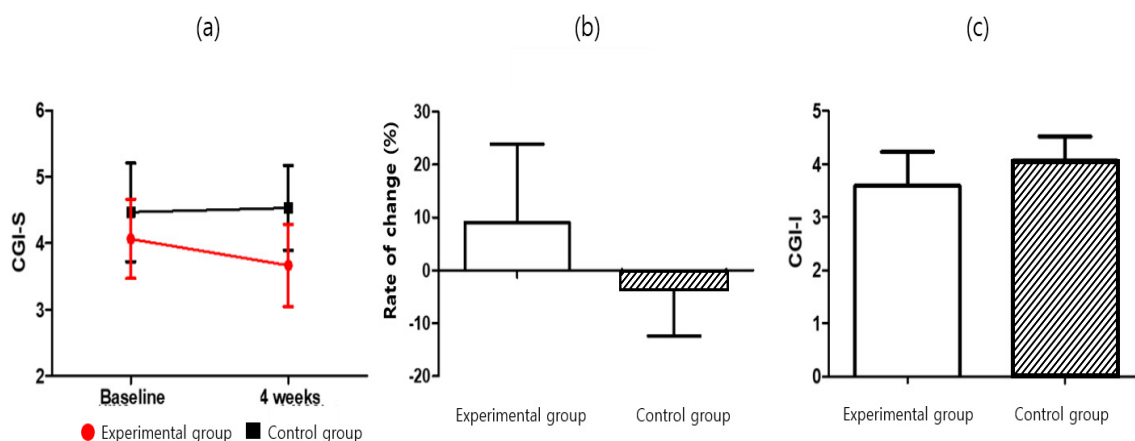 (a)
CGI-S
6
5
4
3
2
Baseline
4 weeks
Experimental group
Control group
(b)
Rate of change (%)
30
20
10
0
-10
-20
Experimental group
Control group
(c)
CGI-I
5
4
3
2
1
0
Experimental group
Control group